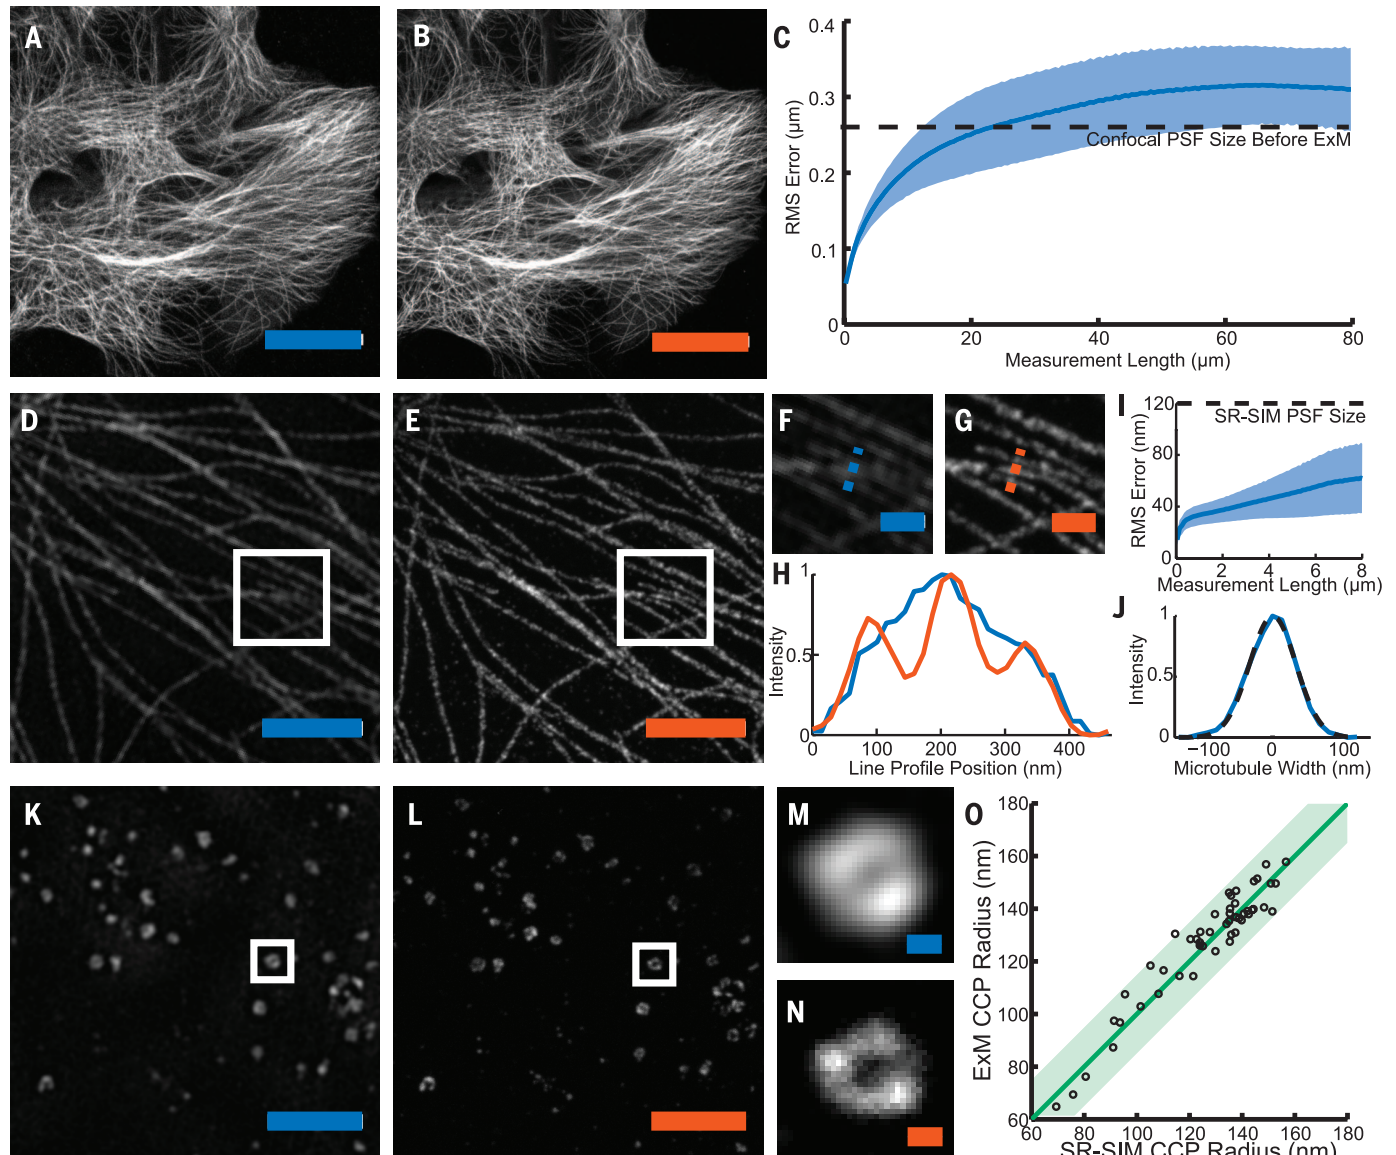 A
B
C
0.4
0.3
0.2
0.1
0
RMS Error (µm)
Confocal PSF Size Before ExM
0 20 40 60 80
Measurement Length (µm)
D
E
F
G
I
120
80
40
0
RMS Error (nm)
SR-SIM PSF Size
0 2 4 6 8
Measurement Length (µm)
H
1
0.5
0
Intensity
0 100 200 300 400
Line Profile Position (nm)
J
1
0.5
0
Intensity
−100 0 100
Microtubule Width (nm)
K
L
M
N
O
180
160
140
120
100
80
60
ExM CCP Radius (nm)
60 80 100 120 140 160 180
SR-SIM CCP Radius (nm)